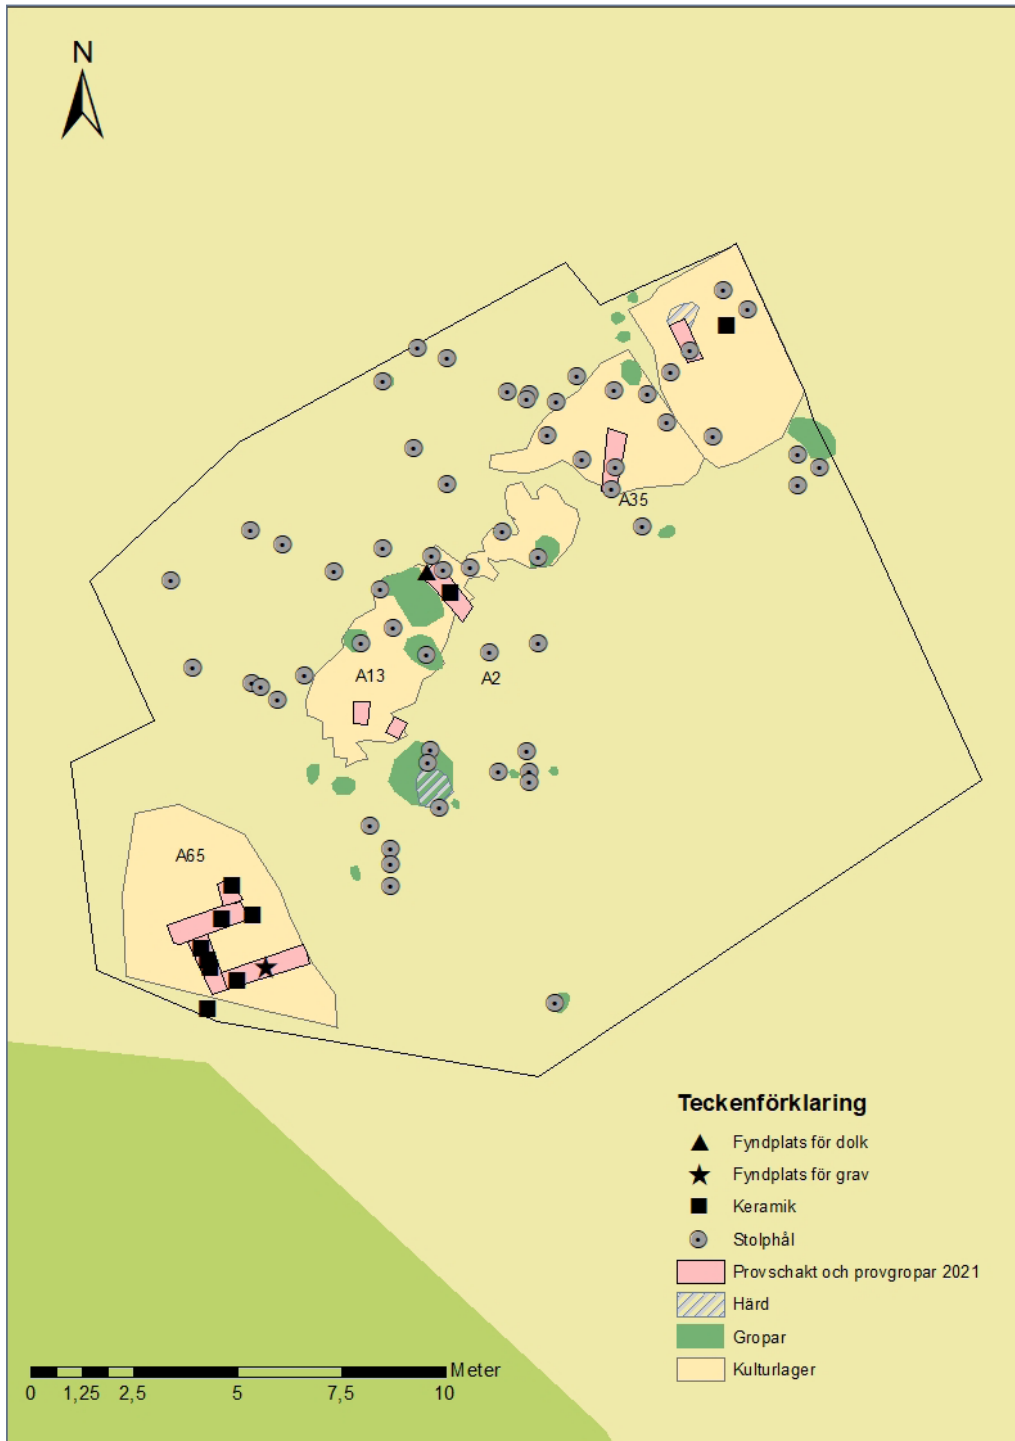 N
A35
A13
A2
A65
Teckenförklaring
Fyndplats för dolk
Fyndplats för grav
Keramik
Stolphål
Provschakt och provgropar 2021
Härd
Gropar
Kulturlager
Meter
0 1,25 2,5 5 7,5 10